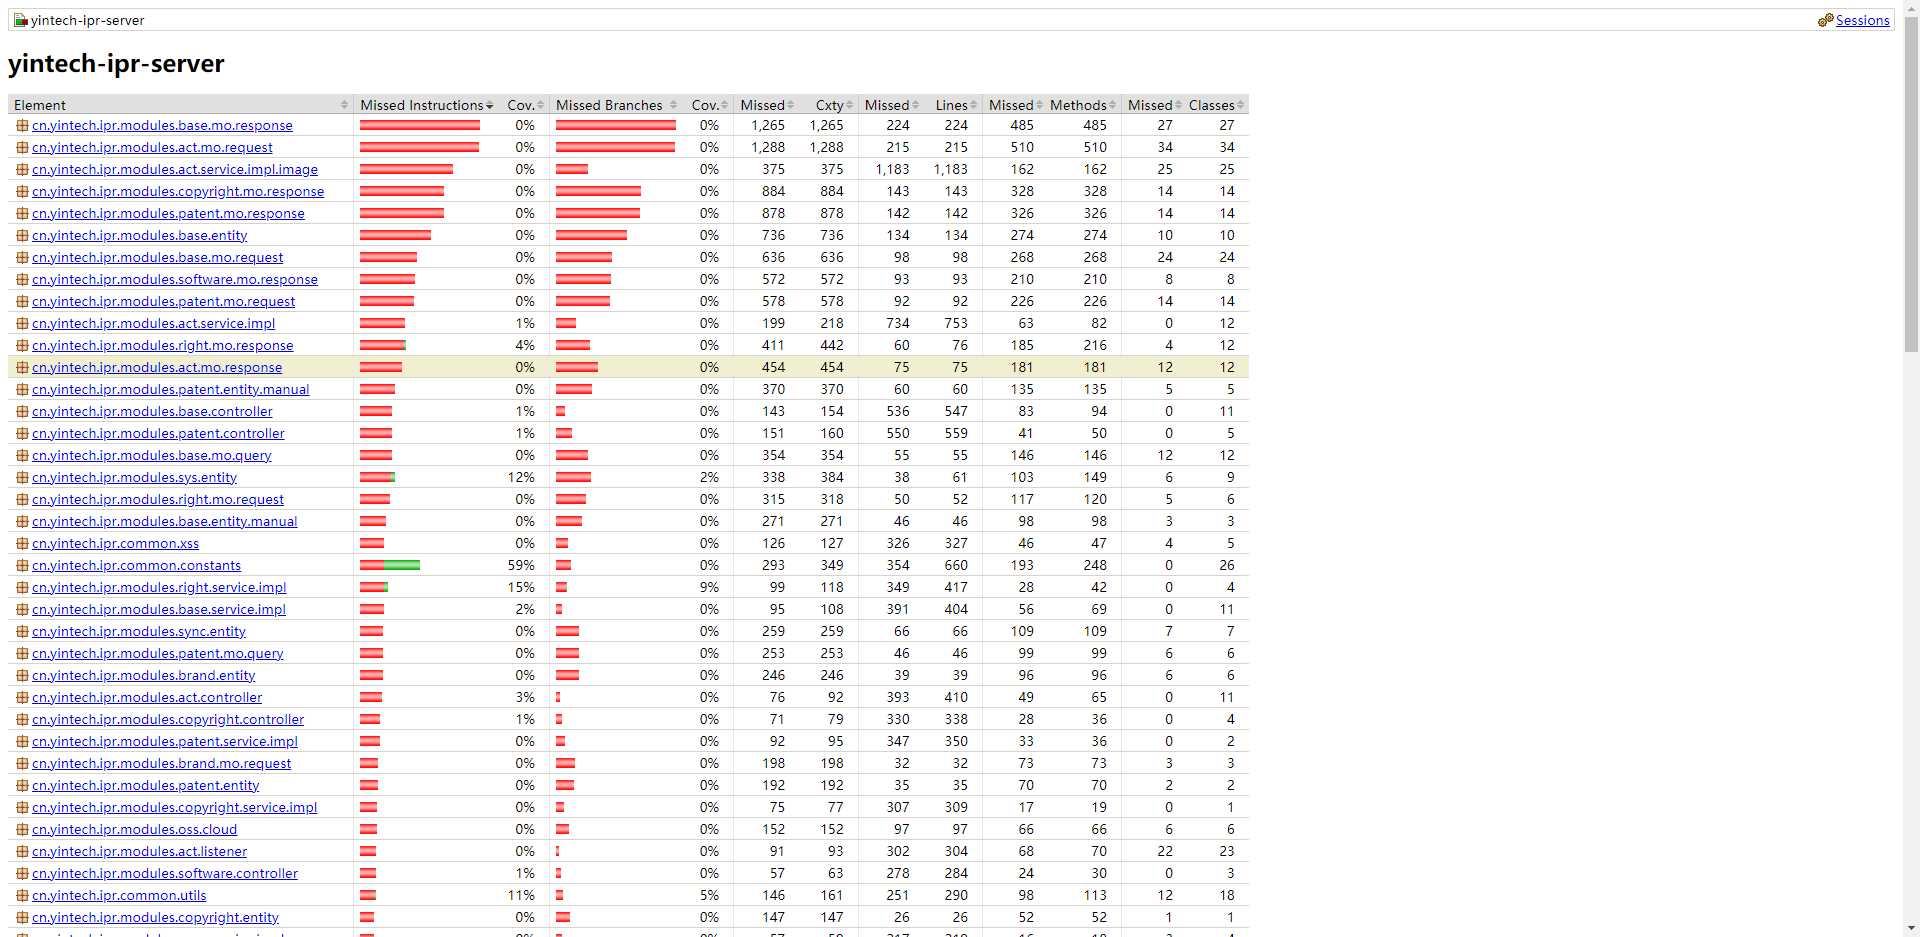 yintech-ipr-server Sessions
yintech-ipr-server
Element Missed Instructions Cov. Missed Branches Cov. Missed Cxty Missed Lines Missed Methods Missed Classes
cn.yintech.ipr.modules.base.mo.response 0% 0% 1,265 1,265 224 224 485 485 27 27
cn.yintech.ipr.modules.act.mo.request 0% 0% 1,288 1,288 215 215 510 510 34 34
cn.yintech.ipr.modules.act.service.impl.image 0% 0% 375 375 1,183 1,183 162 162 25 25
cn.yintech.ipr.modules.copyright.mo.response 0% 0% 884 884 143 143 328 328 14 14
cn.yintech.ipr.modules.patent.mo.response 0% 0% 878 878 142 142 326 326 14 14
cn.yintech.ipr.modules.base.entity 0% 0% 736 736 134 134 274 274 10 10
cn.yintech.ipr.modules.base.mo.request 0% 0% 636 636 98 98 268 268 24 24
cn.yintech.ipr.modules.software.mo.response 0% 0% 572 572 93 93 210 210 8 8
cn.yintech.ipr.modules.patent.mo.request 0% 0% 578 578 92 92 226 226 14 14
cn.yintech.ipr.modules.act.service.impl 1% 0% 199 218 734 753 63 82 0 12
cn.yintech.ipr.modules.right.mo.response 4% 0% 411 442 60 76 185 216 4 12
cn.yintech.ipr.modules.act.mo.response 0% 0% 454 454 75 75 181 181 12 12
cn.yintech.ipr.modules.patent.entity.manual 0% 0% 370 370 60 60 135 135 5 5
cn.yintech.ipr.modules.base.controller 1% 0% 143 154 536 547 83 94 0 11
cn.yintech.ipr.modules.patent.controller 1% 0% 151 160 550 559 41 50 0 5
cn.yintech.ipr.modules.base.mo.query 0% 0% 354 354 55 55 146 146 12 12
cn.yintech.ipr.modules.sys.entity 12% 2% 338 384 38 61 103 149 6 9
cn.yintech.ipr.modules.right.mo.request 0% 0% 315 318 50 52 117 120 5 6
cn.yintech.ipr.modules.base.entity.manual 0% 0% 271 271 46 46 98 98 3 3
cn.yintech.ipr.common.xss 0% 0% 126 127 326 327 46 47 4 5
cn.yintech.ipr.common.constants 59% 0% 293 349 354 660 193 248 0 26
cn.yintech.ipr.modules.right.service.impl 15% 9% 99 118 349 417 28 42 0 4
cn.yintech.ipr.modules.base.service.impl 2% 0% 95 108 391 404 56 69 0 11
cn.yintech.ipr.modules.sync.entity 0% 0% 259 259 66 66 109 109 7 7
cn.yintech.ipr.modules.patent.mo.query 0% 0% 253 253 46 46 99 99 6 6
cn.yintech.ipr.modules.brand.entity 0% 0% 246 246 39 39 96 96 6 6
cn.yintech.ipr.modules.act.controller 3% 0% 76 92 393 410 49 65 0 11
cn.yintech.ipr.modules.copyright.controller 1% 0% 71 79 330 338 28 36 0 4
cn.yintech.ipr.modules.patent.service.impl 0% 0% 92 95 347 350 33 36 0 2
cn.yintech.ipr.modules.brand.mo.request 0% 0% 198 198 32 32 73 73 3 3
cn.yintech.ipr.modules.patent.entity 0% 0% 192 192 35 35 70 70 2 2
cn.yintech.ipr.modules.copyright.service.impl 0% 0% 75 77 307 309 17 19 0 1
cn.yintech.ipr.modules.oss.cloud 0% 0% 152 152 97 97 66 66 6 6
cn.yintech.ipr.modules.act.listener 0% 0% 91 93 302 304 68 70 22 23
cn.yintech.ipr.modules.software.controller 1% 0% 57 63 278 284 24 30 0 3
cn.yintech.ipr.common.utils 11% 5% 146 161 251 290 98 113 12 18
cn.yintech.ipr.modules.copyright.entity 0% 0% 147 147 26 26 52 52 1 1